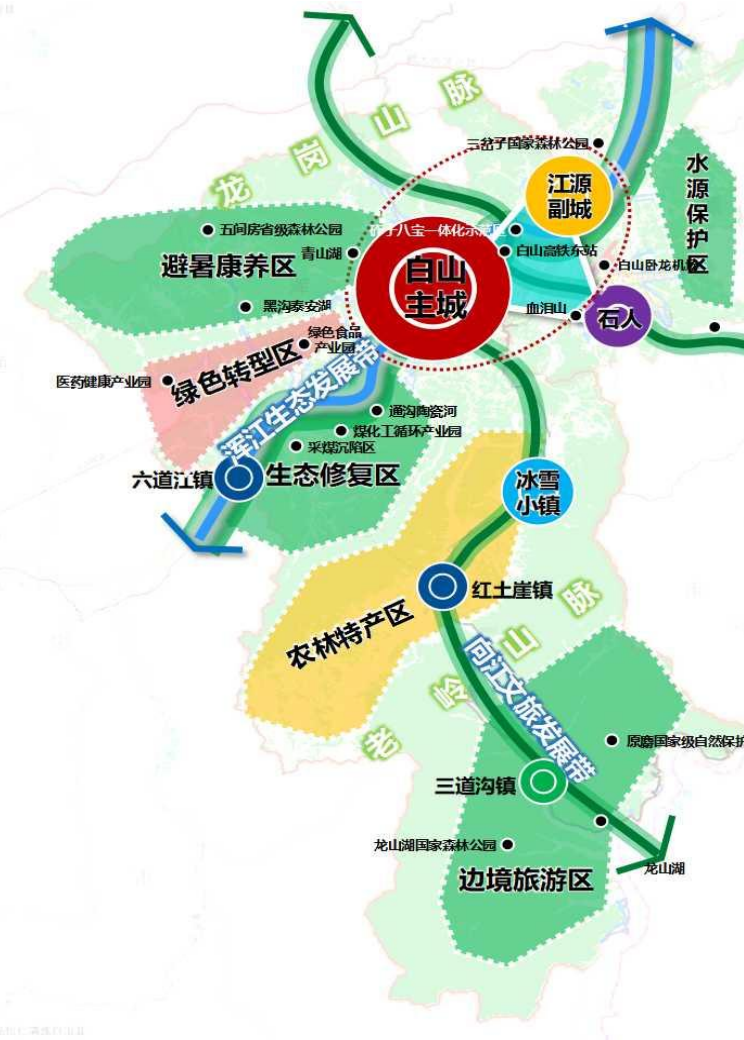 龙岗山脉
三岔子国家森林公园
江源
副城
水源保护区
五间房省级森林公园
八宝一体化示范区
白山高铁东站
青山湖
避暑康养区
白山
主城
白山卧龙机场
黑沟泰安湖
血泪山
石人
绿色食品
产业园
绿色转型区
医药健康产业园
浑江生态发展带
通沟陶瓷河
煤化工循环产业园
采煤沉陷区
六道江镇
生态修复区
冰雪
小镇
红土崖镇
农林特产区
老岭山脉
向江文旅发展带
原麝国家级自然保护
三道沟镇
龙山湖国家森林公园
龙山湖
边境旅游区